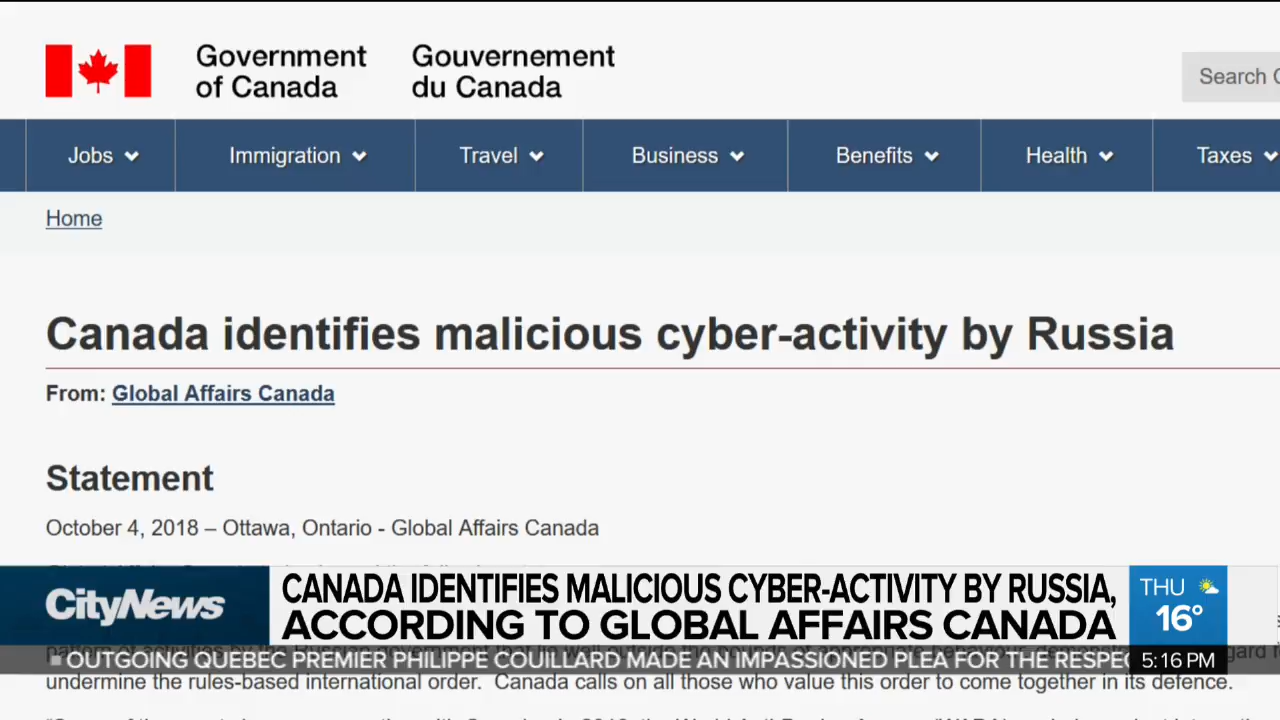 Government of Canada
Gouvernement du Canada
Search
Jobs
Immigration
Travel
Business
Benefits
Health
Taxes
Home
Canada identifies malicious cyber-activity by Russia
From: Global Affairs Canada
Statement
October 4, 2018 – Ottawa, Ontario - Global Affairs Canada
CityNews
CANADA IDENTIFIES MALICIOUS CYBER-ACTIVITY BY RUSSIA,
ACCORDING TO GLOBAL AFFAIRS CANADA
THU
16°
OUTGOING QUEBEC PREMIER PHILIPPE COUILLARD MADE AN IMPASSIONED PLEA FOR THE RESPEC
5:16 PM
undermine the rules-based international order. Canada calls on all those who value this order to come together in its defence.